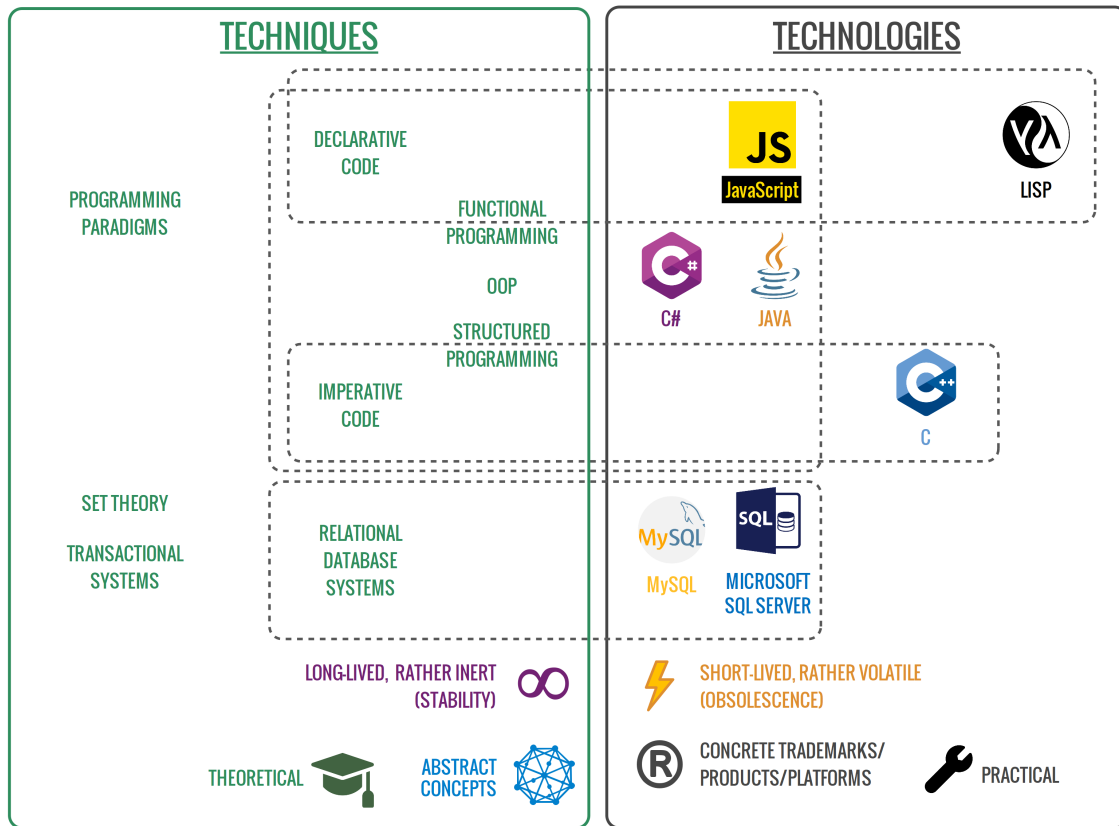 TECHNIQUES
TECHNOLOGIES
DECLARATIVE
CODE
JS
JavaScript
LISP
PROGRAMMING
PARADIGMS
FUNCTIONAL
PROGRAMMING
C#
C#
JAVA
OOP
STRUCTURED
PROGRAMMING
IMPERATIVE
CODE
C++
C
SET THEORY
TRANSACTIONAL
SYSTEMS
RELATIONAL
DATABASE
SYSTEMS
MySQL
MySQL
SQL
MICROSOFT
SQL SERVER
LONG-LIVED, RATHER INERT
(STABILITY)
SHORT-LIVED, RATHER VOLATILE
(OBSOLESCENCE)
THEORETICAL
ABSTRACT
CONCEPTS
®
CONCRETE TRADEMARKS/
PRODUCTS/PLATFORMS
PRACTICAL